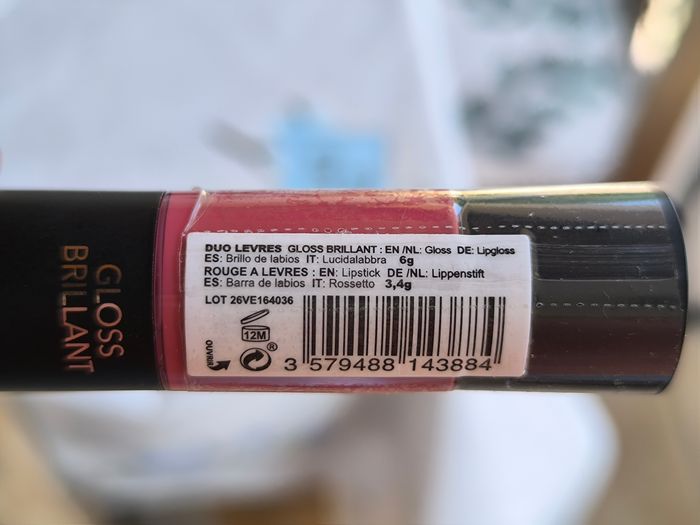 GLOSS
BRILLANT
DUO LEVRES GLOSS BRILLANT : EN /NL: Gloss DE: Lipgloss
ES: Brillo de labios IT: Lucidalabbra 6g
ROUGE A LEVRES : EN: Lipstick DE /NL: Lippenstift
ES: Barra de labios IT: Rossetto 3,4g
LOT 26VE164036
12M
OUVRIR
®
3 579488 143884